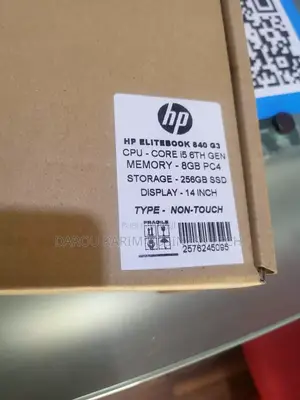 hp
HP ELITEBOOK 840 G3
CPU - CORE i5 6TH GEN
MEMORY - 8GB PC4
STORAGE - 256GB SSD
DISPLAY - 14 INCH
TYPE - NON-TOUCH
FRAGILE
2576245095